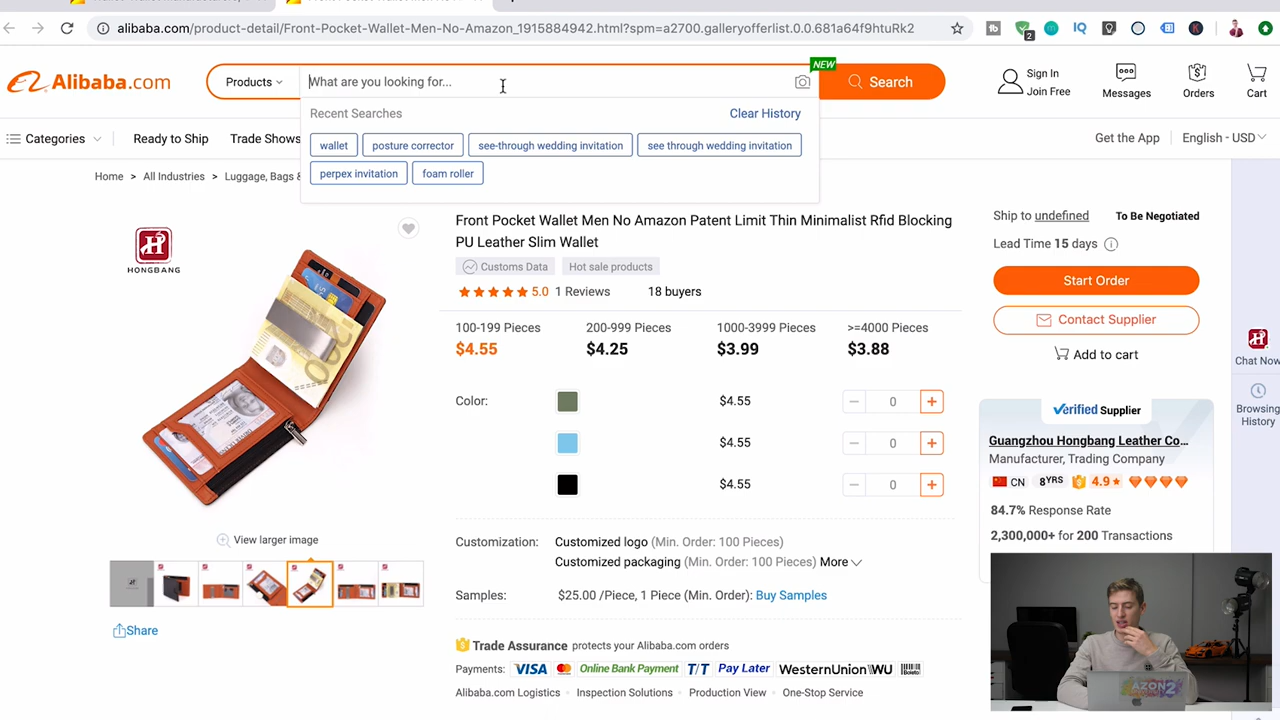 alibaba.com/product-detail/Front-Pocket-Wallet-Men-No-Amazon_1915884942.html?spm=a2700.galleryofferlist.0.0.681a64f9htuRk2
2
IQ
K
Alibaba.com
Products
What are you looking for...
NEW
Search
Sign In
Join Free
Messages
Orders
Cart
Recent Searches
Clear History
wallet
posture corrector
see-through wedding invitation
see through wedding invitation
perpex invitation
foam roller
Categories
Ready to Ship
Trade Shows
Get the App
English - USD
Home > All Industries > Luggage, Bags &
HONGBANG
Front Pocket Wallet Men No Amazon Patent Limit Thin Minimalist Rfid Blocking
PU Leather Slim Wallet
Customs Data
Hot sale products
5.0 1 Reviews 18 buyers
100-199 Pieces 200-999 Pieces 1000-3999 Pieces >=4000 Pieces
$4.55 $4.25 $3.99 $3.88
Color:
$4.55 − 0 +
$4.55 − 0 +
$4.55 − 0 +
Customization: Customized logo (Min. Order: 100 Pieces)
Customized packaging (Min. Order: 100 Pieces) More
Samples: $25.00 /Piece, 1 Piece (Min. Order): Buy Samples
Trade Assurance protects your Alibaba.com orders
Payments: VISA Online Bank Payment T/T Pay Later WesternUnion WU Boleto
Alibaba.com Logistics • Inspection Solutions • Production View • One-Stop Service
View larger image
Share
Ship to undefined To Be Negotiated
Lead Time 15 days
Start Order
Contact Supplier
Add to cart
Verified Supplier
Guangzhou Hongbang Leather Co...
Manufacturer, Trading Company
CN 8YRS 4.9
84.7% Response Rate
2,300,000+ for 200 Transactions
Chat Now
Browsing
History
AZON